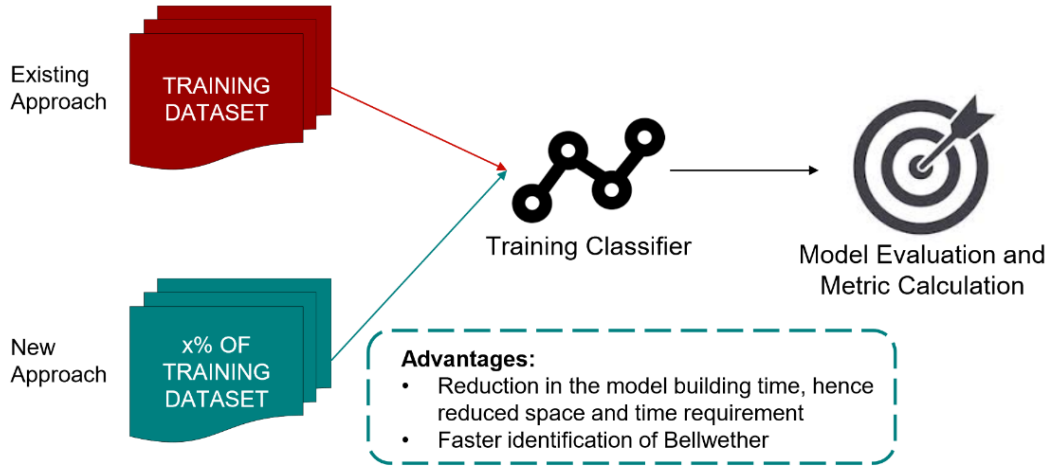 Existing
Approach
TRAINING
DATASET
Training Classifier
Model Evaluation and
Metric Calculation
New
Approach
x% OF
TRAINING
DATASET
Advantages:
• Reduction in the model building time, hence
reduced space and time requirement
• Faster identification of Bellwether